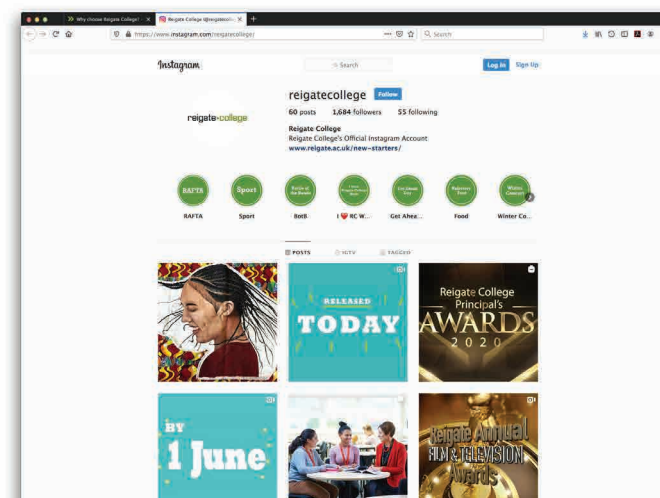 Why choose Reigate College?
Reigate College (@reigatecolle
https://www.instagram.com/reigatecollege/
Search
Instagram
Search
Log In
Sign Up
reigate-college
reigatecollege
Follow
60 posts 1,684 followers 55 following
Reigate College
Reigate College's Official Instagram Account
www.reigate.ac.uk/new-starters/
RAFTA
Sport
RAFTA
Sport
BotB
I ❤ RC W...
Get Ahea...
Food
Winter Co...
POSTS
IGTV
TAGGED
RELEASED
TODAY
Reigate College
Principal's
AWARDS
2020
BY
1 June
Reigate Annual
FILM & TELEVISION
Awards